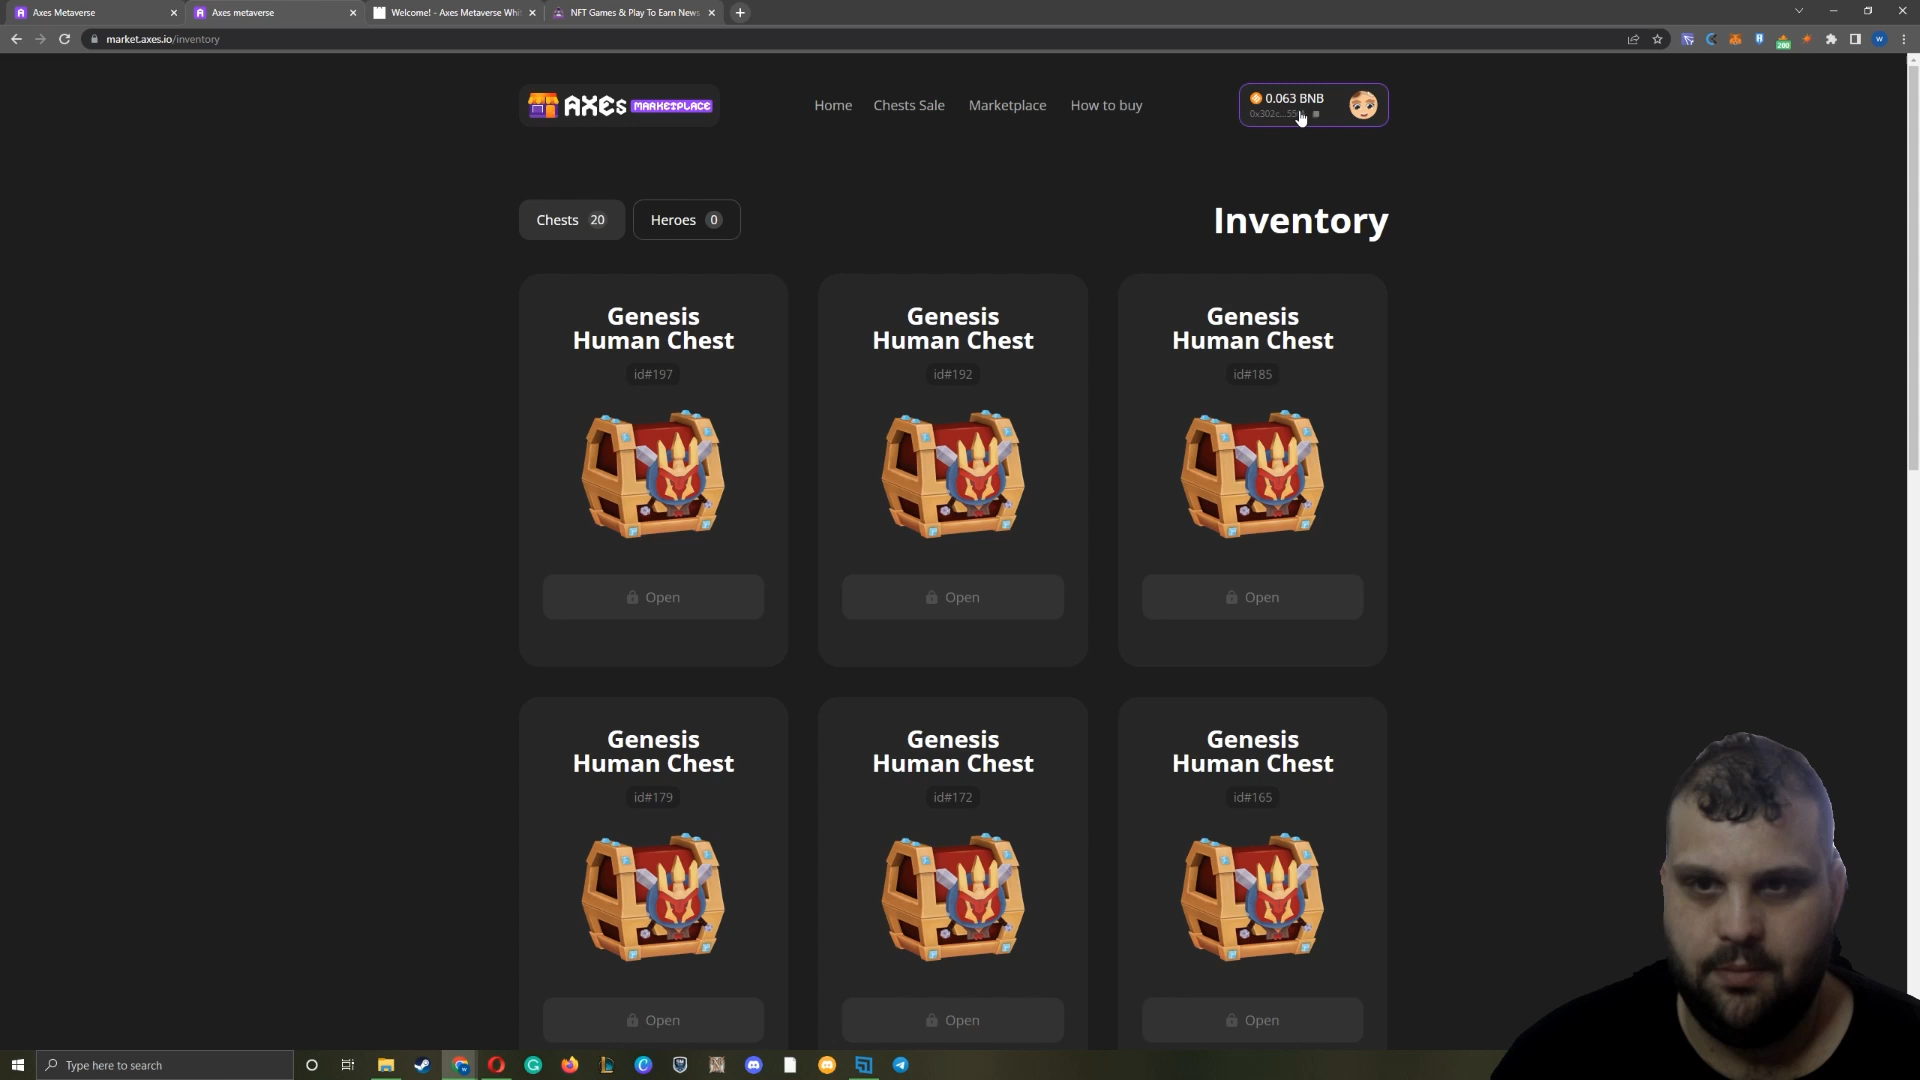 Axes Metaverse
Axes metaverse
Welcome! - Axes Metaverse Whi
NFT Games & Play To Earn News
market.axes.io/inventory
200
W
AXEs MARKETPLACE
Home
Chests Sale
Marketplace
How to buy
0.063 BNB
Chests 20
Heroes 0
Inventory
Genesis
Human Chest
id#197
Open
Genesis
Human Chest
id#192
Open
Genesis
Human Chest
id#185
Open
Genesis
Human Chest
id#179
Open
Genesis
Human Chest
id#172
Open
Genesis
Human Chest
id#165
Open
Type here to search